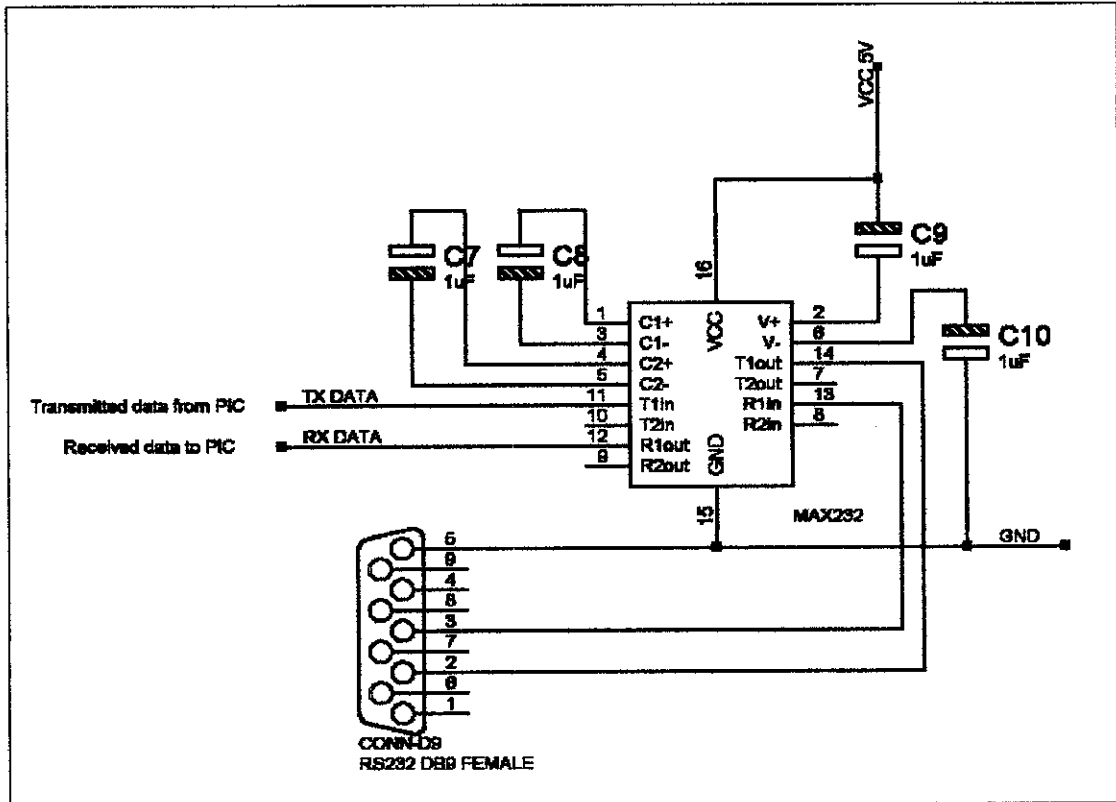 VCC 5V
C7
1uF
C8
1uF
C9
1uF
C10
1uF
16
1
3
4
5
11
10
12
9
C1+
C1-
C2+
C2-
T1in
T2in
R1out
R2out
VCC
GND
V+
V-
T1out
T2out
R1in
R2in
2
6
14
7
13
8
15
MAX232
Transmitted data from PIC
TX DATA
Received data to PIC
RX DATA
GND
5
9
4
8
3
7
2
6
1
CONN-D9
RS232 DB9 FEMALE